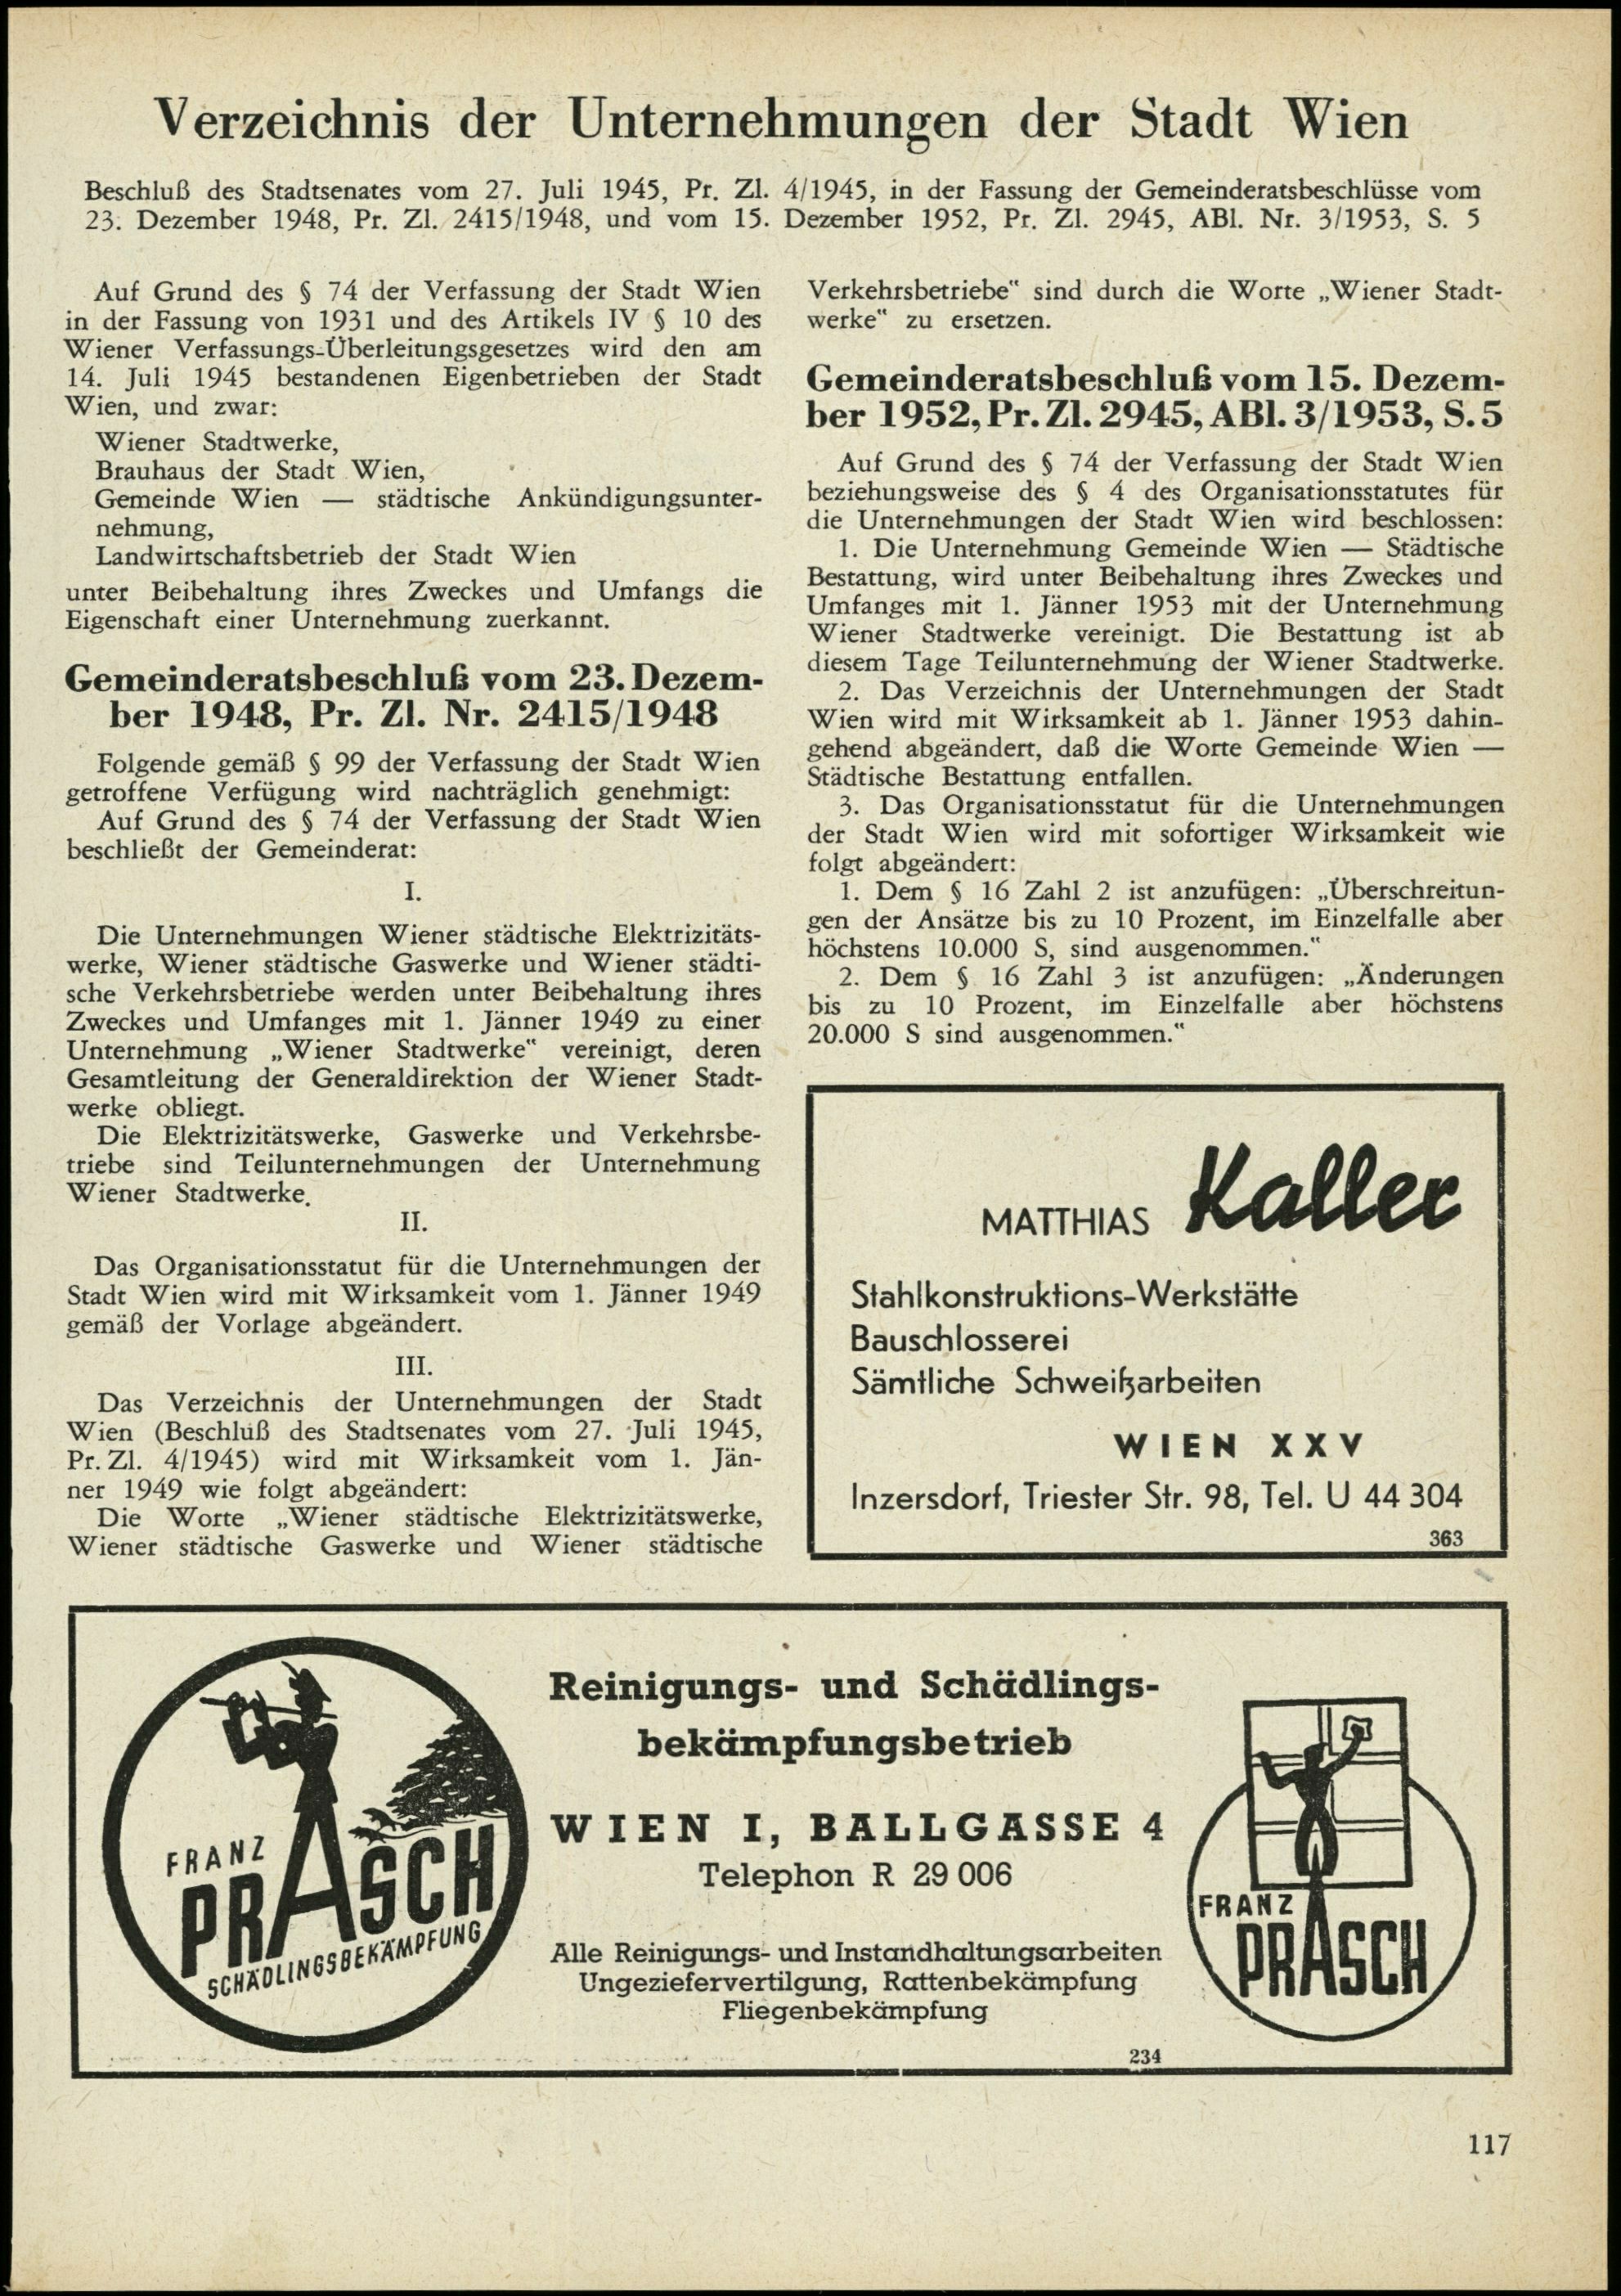 Verzeichnis der Unternehmungen der Stadt Wien
Beschluß des Stadtsenates vom 27. Juli 1945, Pr. Zl. 4/1945, in der Fassung der Gemeinderatsbeschlüsse vom
23. Dezember 1948, Pr. Zl. 2415/1948, und vom 15. Dezember 1952, Pr. Zl. 2945, ABl. Nr. 3/1953, S. 5
Auf Grund des § 74 der Verfassung der Stadt Wien
in der Fassung von 1931 und des Artikels IV § 10 des
Wiener Verfassungs-Überleitungsgesetzes wird den am
14. Juli 1945 bestandenen Eigenbetrieben der Stadt
Wien, und zwar:
Wiener Stadtwerke,
Brauhaus der Stadt Wien,
Gemeinde Wien — städtische Ankündigungsunter-
nehmung,
Landwirtschaftsbetrieb der Stadt Wien
unter Beibehaltung ihres Zweckes und Umfangs die
Eigenschaft einer Unternehmung zuerkannt.
Gemeinderatsbeschluß vom 23. Dezem-
ber 1948, Pr. Zl. Nr. 2415/1948
Folgende gemäß § 99 der Verfassung der Stadt Wien
getroffene Verfügung wird nachträglich genehmigt:
Auf Grund des § 74 der Verfassung der Stadt Wien
beschließt der Gemeinderat:
I.
Die Unternehmungen Wiener städtische Elektrizitäts-
werke, Wiener städtische Gaswerke und Wiener städti-
sche Verkehrsbetriebe werden unter Beibehaltung ihres
Zweckes und Umfanges mit 1. Jänner 1949 zu einer
Unternehmung „Wiener Stadtwerke" vereinigt, deren
Gesamtleitung der Generaldirektion der Wiener Stadt-
werke obliegt.
Die Elektrizitätswerke, Gaswerke und Verkehrsbe-
triebe sind Teilunternehmungen der Unternehmung
Wiener Stadtwerke.
II.
Das Organisationsstatut für die Unternehmungen der
Stadt Wien wird mit Wirksamkeit vom 1. Jänner 1949
gemäß der Vorlage abgeändert.
III.
Das Verzeichnis der Unternehmungen der Stadt
Wien (Beschluß des Stadtsenates vom 27. Juli 1945,
Pr. Zl. 4/1945) wird mit Wirksamkeit vom 1. Jän-
ner 1949 wie folgt abgeändert:
Die Worte „Wiener städtische Elektrizitätswerke,
Wiener städtische Gaswerke und Wiener städtische
Verkehrsbetriebe" sind durch die Worte „Wiener Stadt-
werke" zu ersetzen.
Gemeinderatsbeschluß vom 15. Dezem-
ber 1952, Pr. Zl. 2945, ABl. 3/1953, S. 5
Auf Grund des § 74 der Verfassung der Stadt Wien
beziehungsweise des § 4 des Organisationsstatutes für
die Unternehmungen der Stadt Wien wird beschlossen:
1. Die Unternehmung Gemeinde Wien — Städtische
Bestattung, wird unter Beibehaltung ihres Zweckes und
Umfanges mit 1. Jänner 1953 mit der Unternehmung
Wiener Stadtwerke vereinigt. Die Bestattung ist ab
diesem Tage Teilunternehmung der Wiener Stadtwerke.
2. Das Verzeichnis der Unternehmungen der Stadt
Wien wird mit Wirksamkeit ab 1. Jänner 1953 dahin-
gehend abgeändert, daß die Worte Gemeinde Wien —
Städtische Bestattung entfallen.
3. Das Organisationsstatut für die Unternehmungen
der Stadt Wien wird mit sofortiger Wirksamkeit wie
folgt abgeändert:
1. Dem § 16 Zahl 2 ist anzufügen: „Überschreitun-
gen der Ansätze bis zu 10 Prozent, im Einzelfalle aber
höchstens 10.000 S, sind ausgenommen."
2. Dem § 16 Zahl 3 ist anzufügen: „Änderungen
bis zu 10 Prozent, im Einzelfalle aber höchstens
20.000 S sind ausgenommen."
MATTHIAS Kaller
Stahlkonstruktions-Werkstätte
Bauschlosserei
Sämtliche Schweißarbeiten
WIEN XXV
Inzersdorf, Triester Str. 98, Tel. U 44 304
363
FRANZ
PRASCH
SCHÄDLINGSBEKÄMPFUNG
Reinigungs- und Schädlings-
bekämpfungsbetrieb
WIEN I, BALLGASSE 4
Telephon R 29 006
Alle Reinigungs- und Instandhaltungsarbeiten
Ungeziefervertilgung, Rattenbekämpfung
Fliegenbekämpfung
234
FRANZ
PRASCH
117